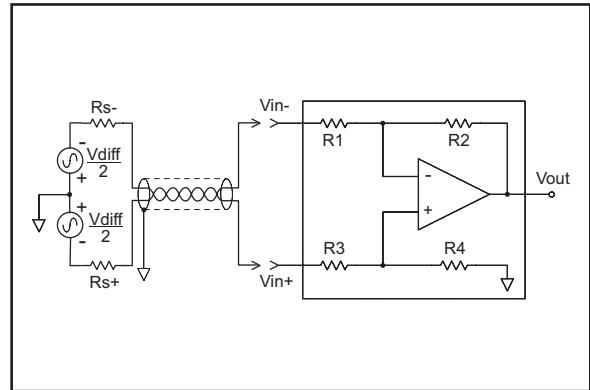 Rs-
-
Vdiff
2
+
+
Vdiff
2
-
Rs+
Vin-
Vin+
R1
R2
-
+
R3
R4
Vout